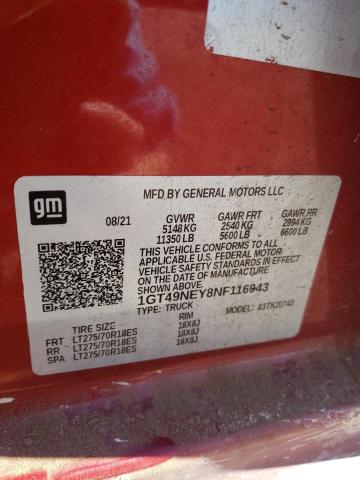 gm
MFD BY GENERAL MOTORS LLC
08/21 GVWR GAWR FRT GAWR RR
5148 KG 2540 KG 2994 KG
11350 LB 5600 LB 6600 LB
THIS VEHICLE CONFORMS TO ALL
APPLICABLE U.S. FEDERAL MOTOR
VEHICLE SAFETY STANDARDS IN
EFFECT ON THE DATE OF
MANUFACTURE SHOWN ABOVE.
1GT49NEY8NF116943
TYPE: TRUCK MODEL:
TIRE SIZE RIM
FRT LT275/70R18ES 18X8J
RR LT275/70R18ES 18X8J
SPA LT275/70R18ES 18X8J